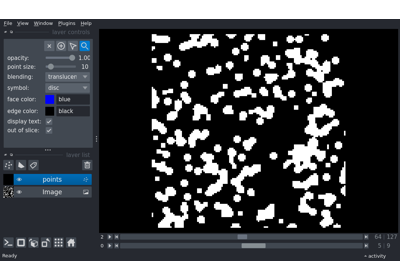 File View Window Plugins Help
layer controls
opacity: 1.00
point size: 10
blending: translucen
symbol: disc
face color: blue
edge color: black
display text:
out of slice:
layer list
points
Image
2 64 127
0 5 9
Ready activity